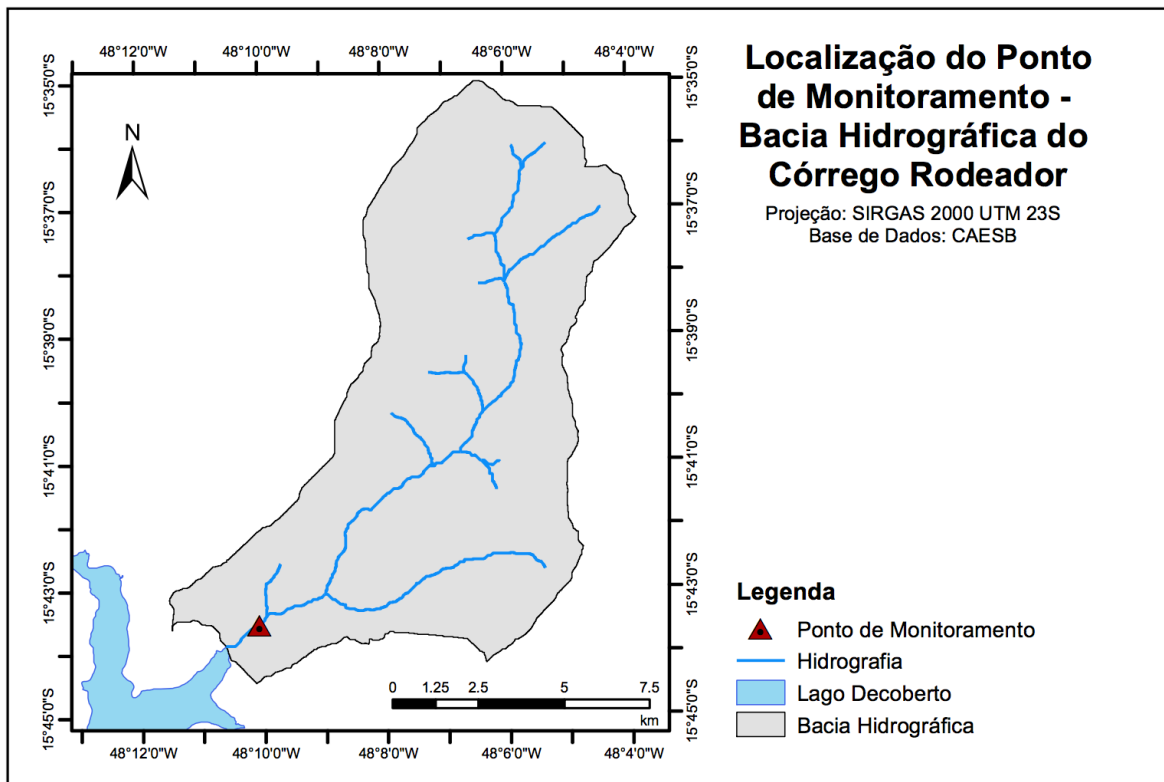 48°12'0"W 48°10'0"W 48°8'0"W 48°6'0"W 48°4'0"W
Localização do Ponto
de Monitoramento -
Bacia Hidrográfica do
Córrego Rodeador
Projeção: SIRGAS 2000 UTM 23S
Base de Dados: CAESB
N
15°35'0"S
15°37'0"S
15°39'0"S
15°41'0"S
15°43'0"S
15°45'0"S
15°35'0"S
15°37'0"S
15°39'0"S
15°41'0"S
15°43'0"S
15°45'0"S
0 1.25 2.5 5 7.5
km
48°12'0"W 48°10'0"W 48°8'0"W 48°6'0"W 48°4'0"W
Legenda
Ponto de Monitoramento
Hidrografia
Lago Decoberto
Bacia Hidrográfica